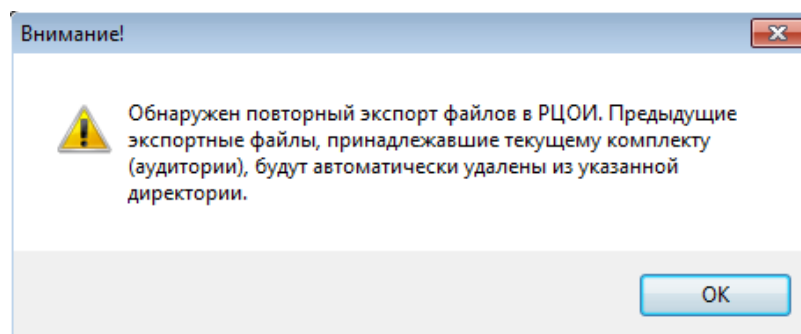 Внимание!
Обнаружен повторный экспорт файлов в РЦОИ. Предыдущие
экспортные файлы, принадлежавшие текущему комплекту
(аудитории), будут автоматически удалены из указанной
директории.
OK